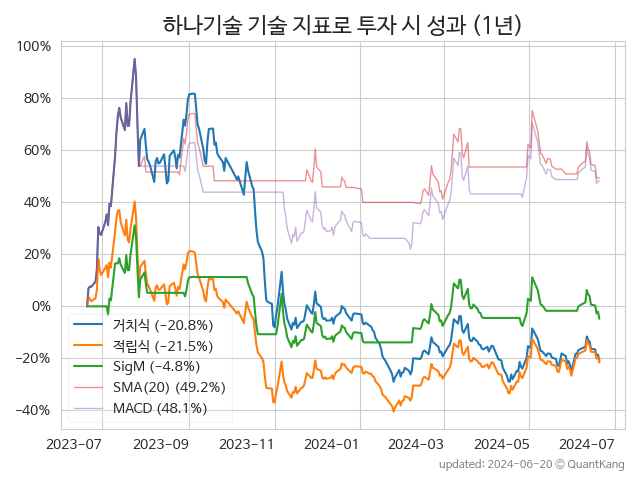 하나기술 기술 지표로 투자 시 성과 (1년)
100%
80%
60%
40%
20%
0%
−20%
−40%
거치식 (−20.8%)
적립식 (−21.5%)
SigM (−4.8%)
SMA(20) (49.2%)
MACD (48.1%)
2023-07
2023-09
2023-11
2024-01
2024-03
2024-05
2024-07
updated: 2024-06-20 © QuantKang